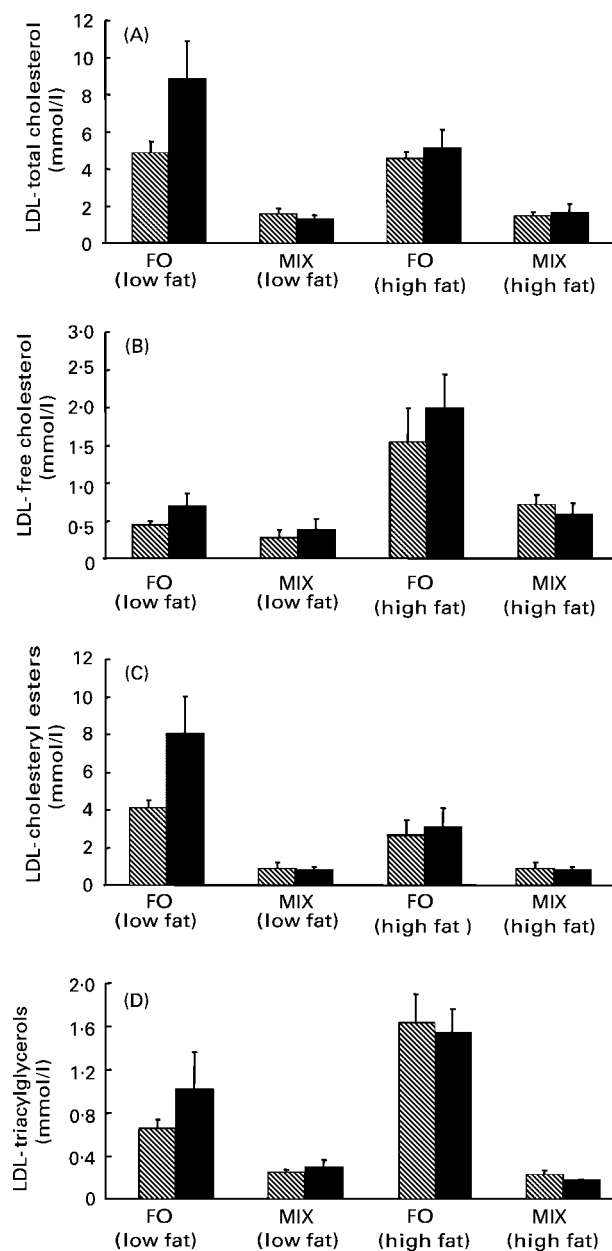 (A)
LDL-total cholesterol
(mmol/l)
12
10
8
6
4
2
0
FO MIX FO MIX
(low fat) (low fat) (high fat) (high fat)
(B)
LDL-free cholesterol
(mmol/l)
3·0
2·5
2·0
1·5
1·0
0·5
0
FO MIX FO MIX
(low fat) (low fat) (high fat) (high fat)
(C)
LDL-cholesteryl esters
(mmol/l)
12
10
8
6
4
2
0
FO MIX FO MIX
(low fat) (low fat) (high fat ) (high fat)
(D)
LDL-triacylglycerols
(mmol/l)
2·0
1·6
1·2
0·8
0·4
0
FO MIX FO MIX
(low fat) (low fat) (high fat) (high fat)